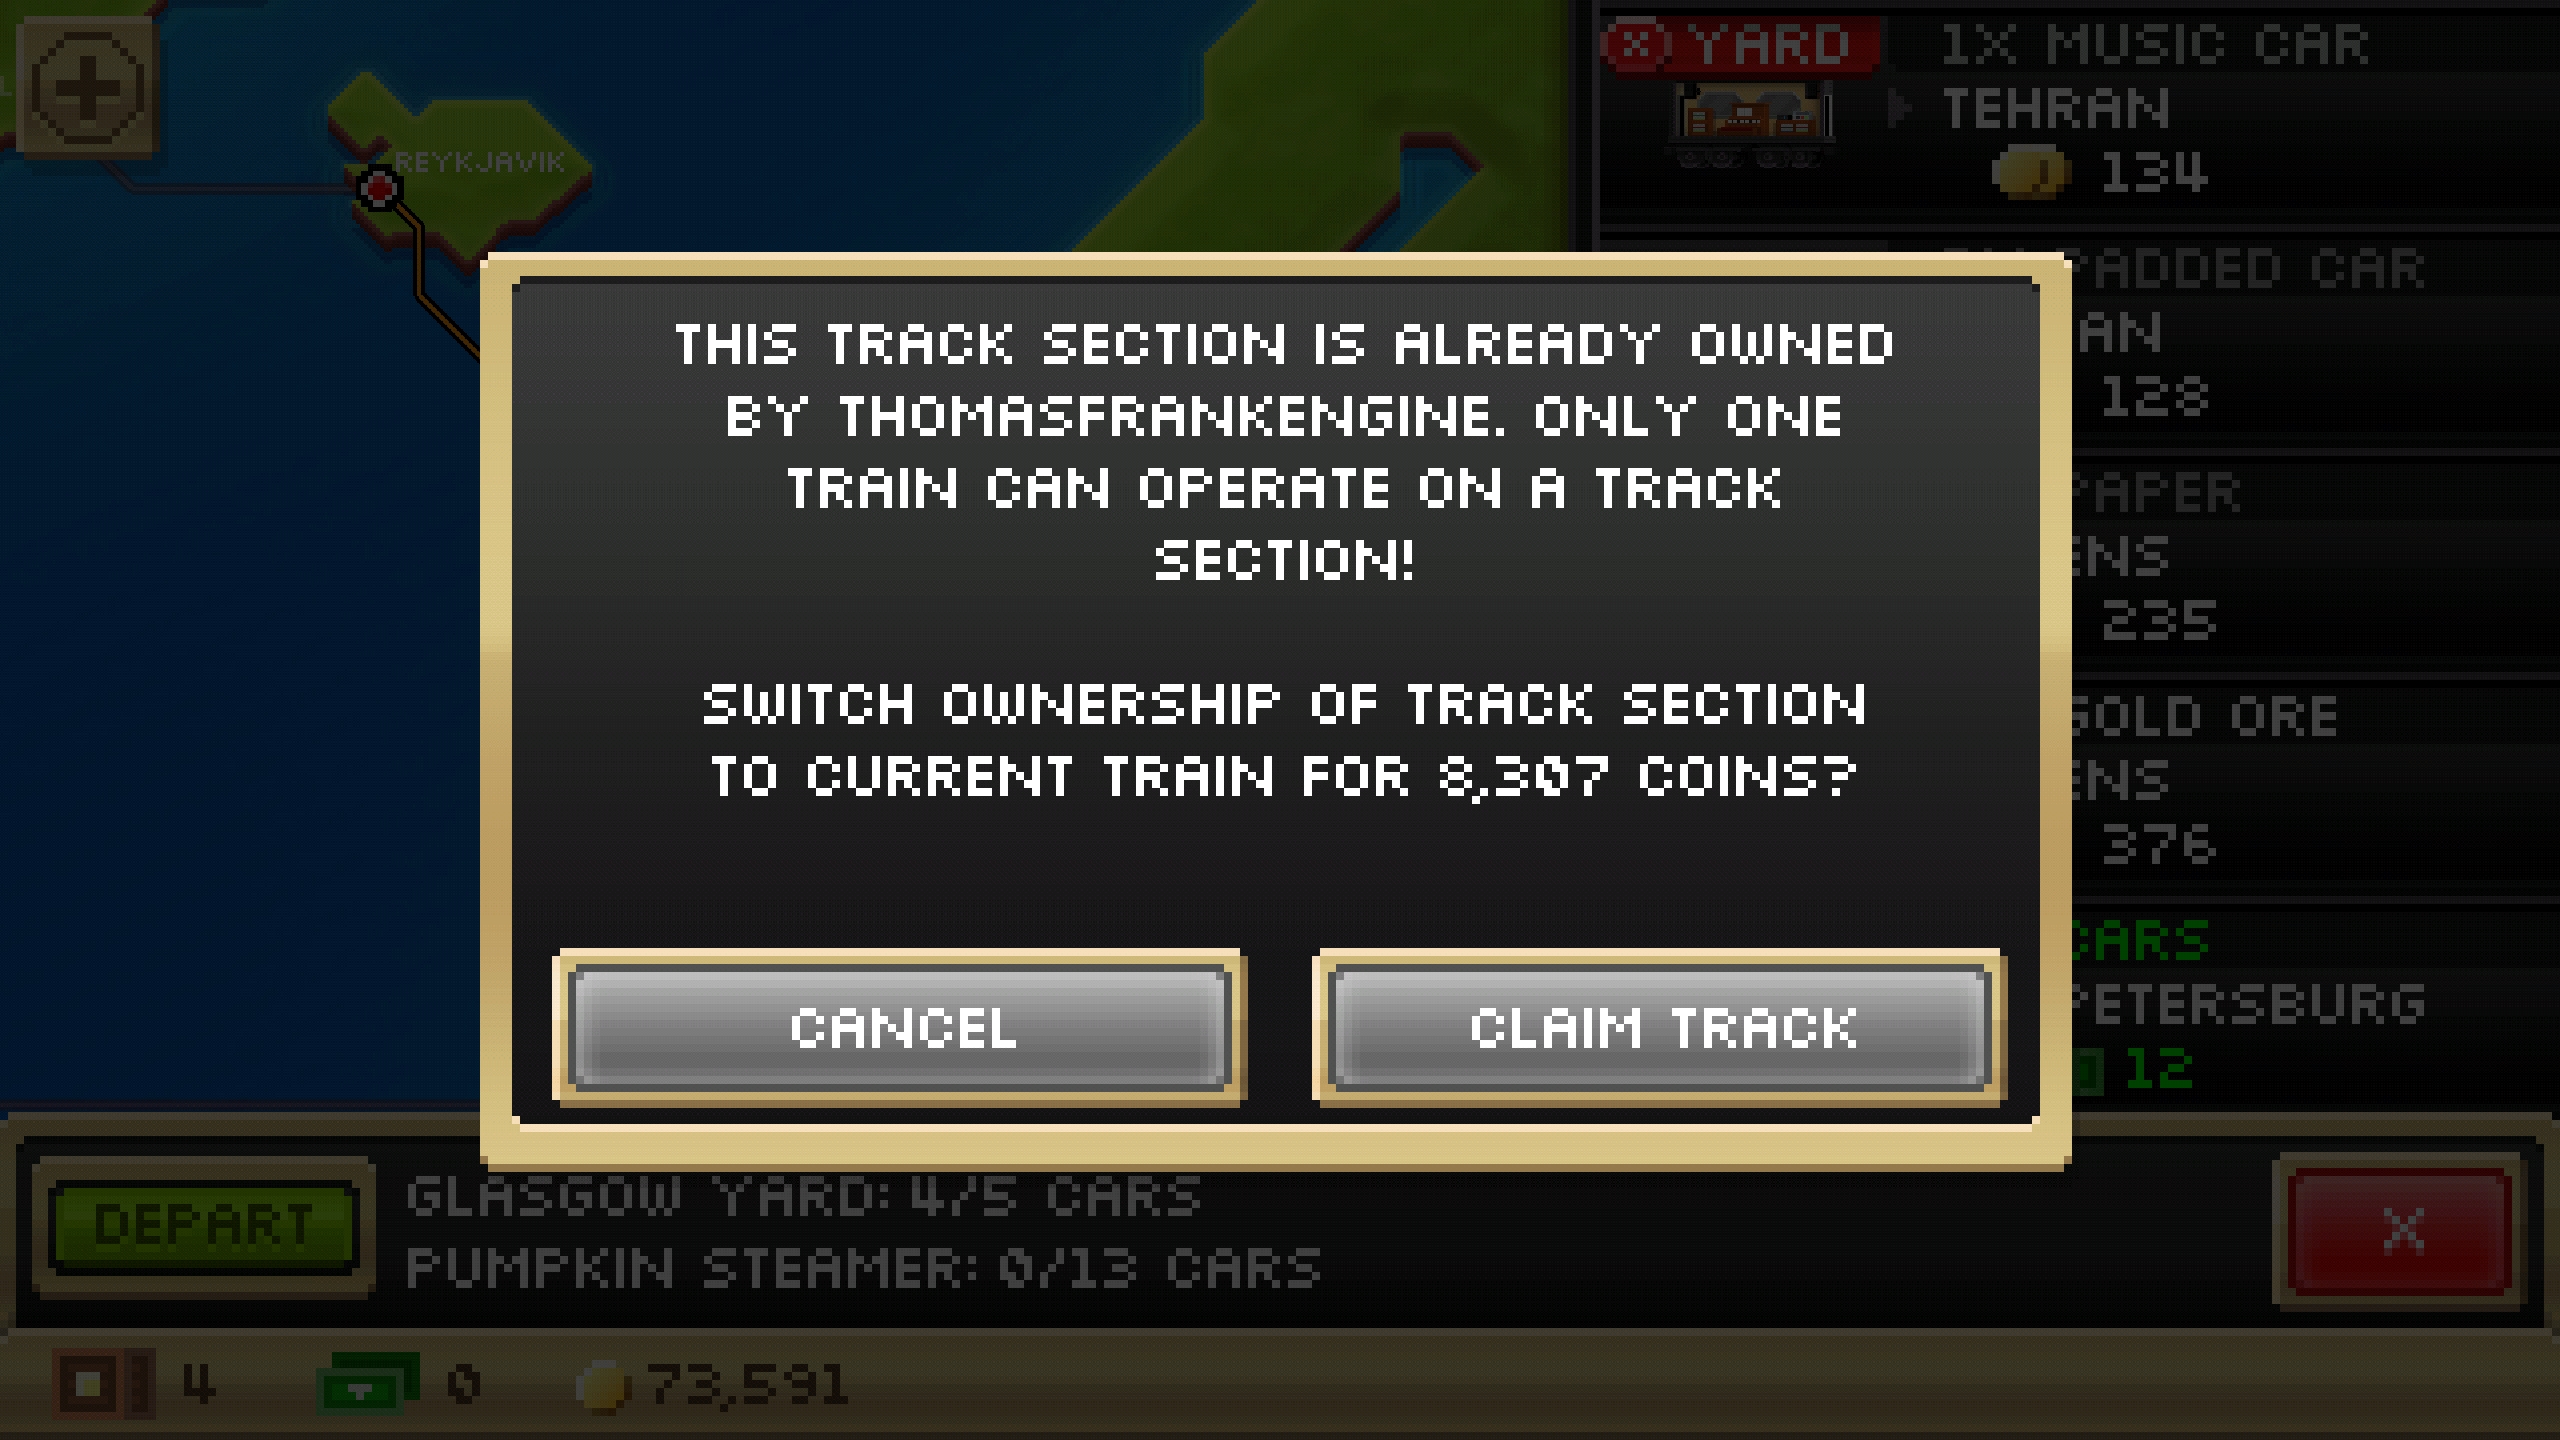 YARD
1X MUSIC CAR
TEHRAN
134
REYKJAVIK
PADDED CAR
AN
128
THIS TRACK SECTION IS ALREADY OWNED
BY THOMASFRANKENGINE. ONLY ONE
TRAIN CAN OPERATE ON A TRACK
SECTION!
PAPER
ENS
235
SWITCH OWNERSHIP OF TRACK SECTION
TO CURRENT TRAIN FOR 8,307 COINS?
GOLD ORE
ENS
376
CANCEL
CLAIM TRACK
CARS
PETERSBURG
12
DEPART
GLASGOW YARD: 4/5 CARS
PUMPKIN STEAMER: 0/13 CARS
X
4
0
73,591